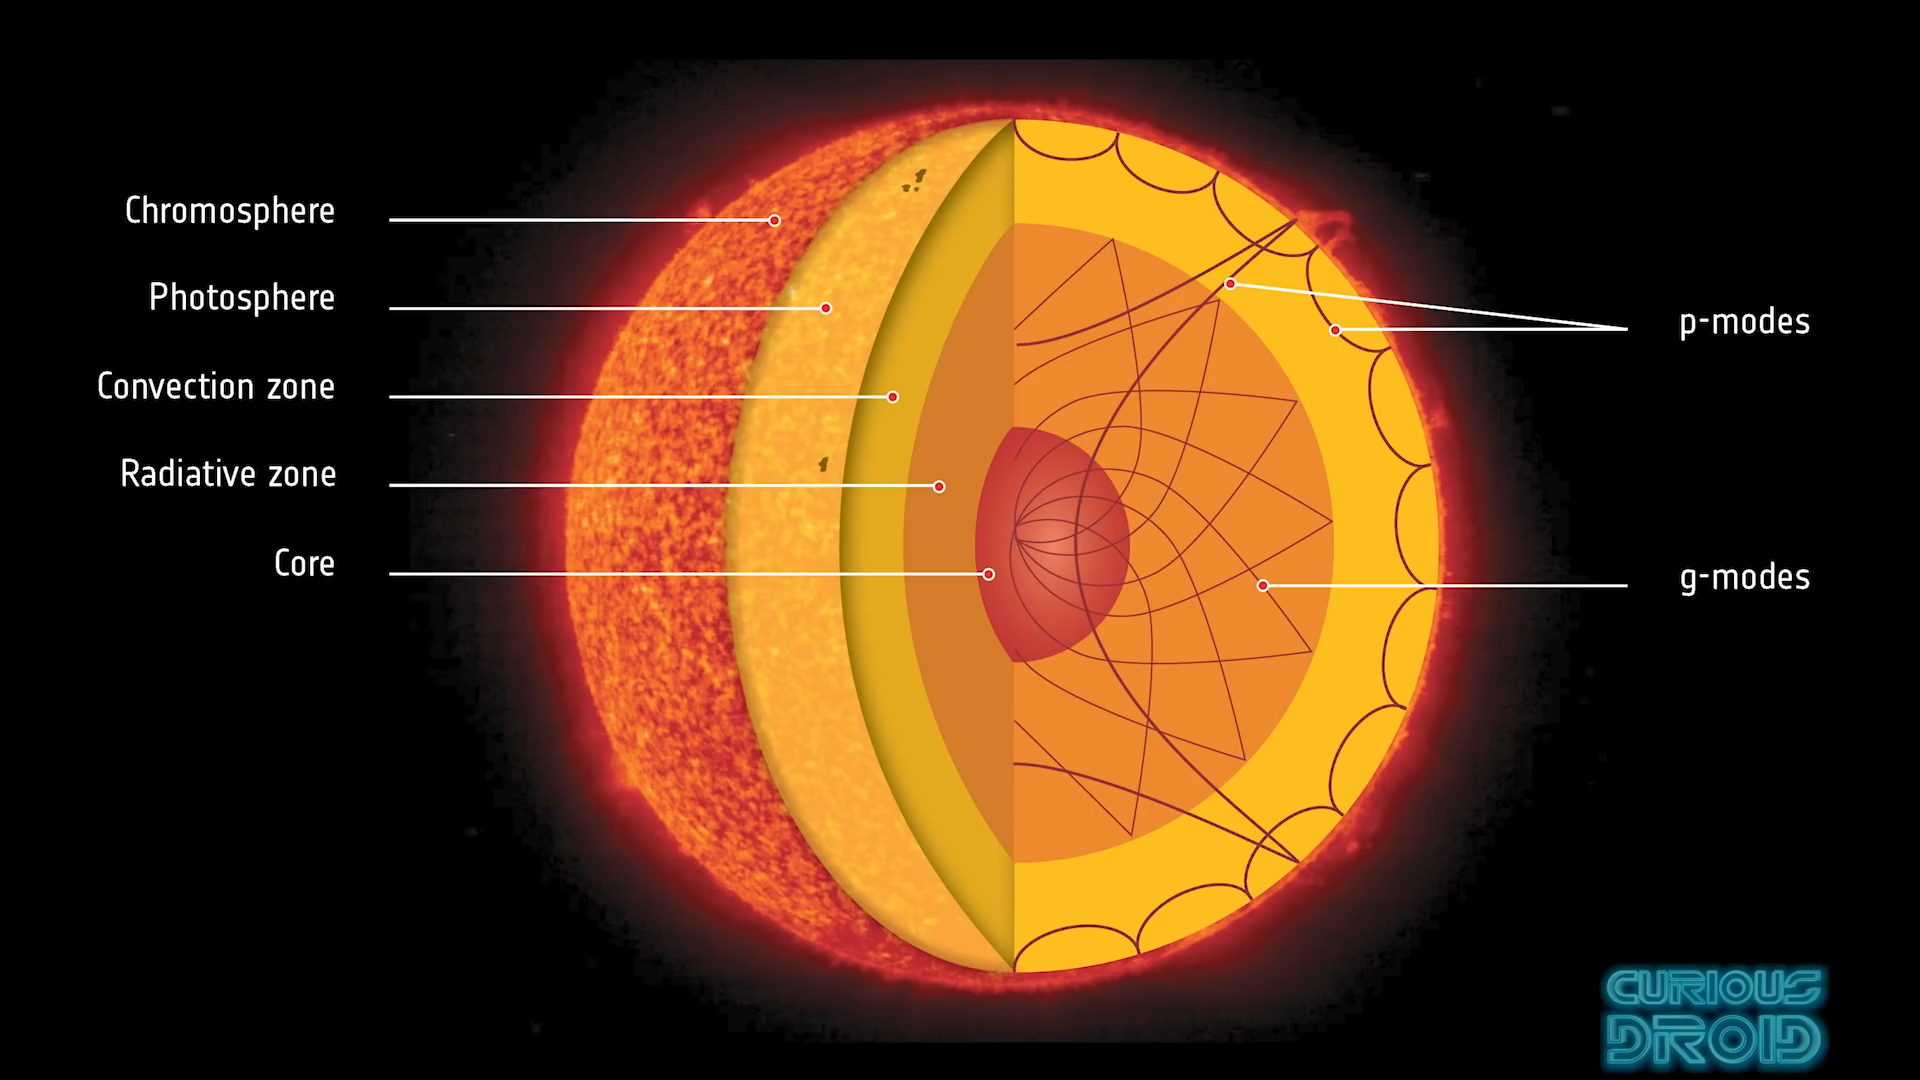 Chromosphere
Photosphere
Convection zone
Radiative zone
Core
p-modes
g-modes
CURIOUS
DROID